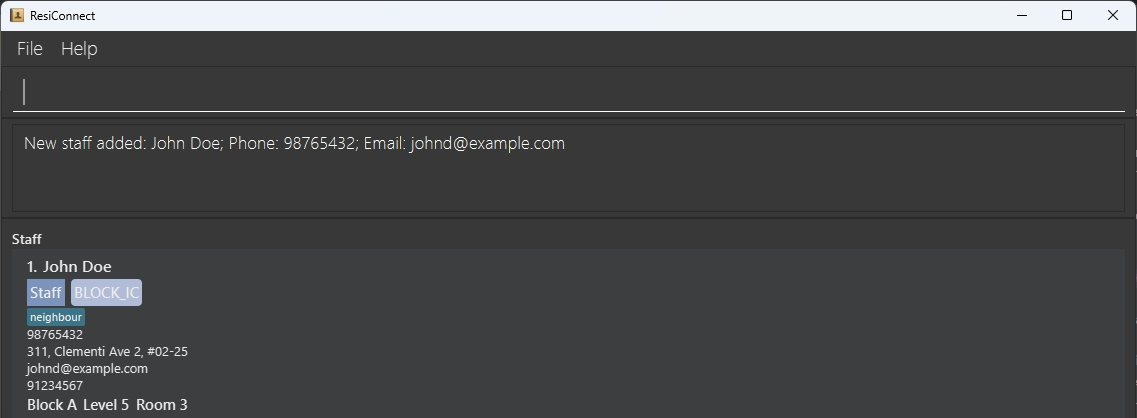 ResiConnect
File Help
New staff added: John Doe; Phone: 98765432; Email: johnd@example.com
Staff
1. John Doe
Staff BLOCK_IC
neighbour
98765432
311, Clementi Ave 2, #02-25
johnd@example.com
91234567
Block A Level 5 Room 3